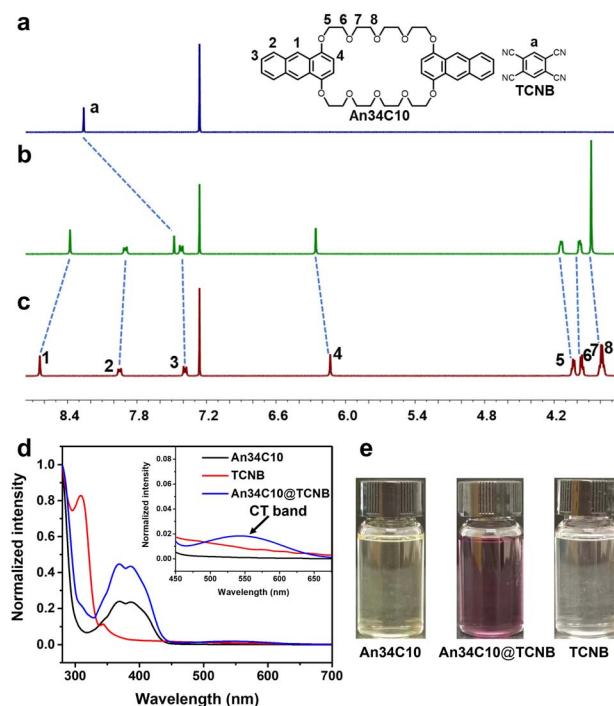 a
5 6 7 8
O O O O O
2 1
3 4
O O O O O
An34C10
a
NC CN
NC CN
TCNB
a
b
c
1 2 3 4 5 6 7 8
8.4 7.8 7.2 6.6 6.0 5.4 4.8 4.2
d
Normalized intensity
1.0
0.8
0.6
0.4
0.2
0.0
300 400 500 600 700
Wavelength (nm)
An34C10
TCNB
An34C10@TCNB
CT band
Normalized intensity
0.08
0.06
0.04
0.02
0.00
450 500 550 600 650
Wavelength (nm)
e
An34C10 An34C10@TCNB TCNB